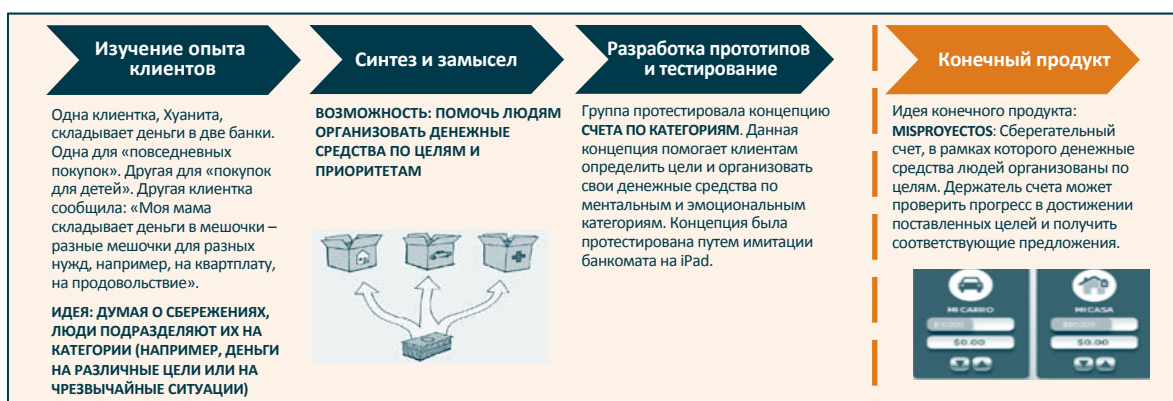 Изучение опыта
клиентов
Одна клиентка, Хуанита,
складывает деньги в две банки.
Одна для «повседневных
покупок». Другая для «покупок
для детей». Другая клиентка
сообщила: «Моя мама
складывает деньги в мешочки –
разные мешочки для разных
нужд, например, на квартплату,
на продовольствие».
ИДЕЯ: ДУМАЯ О СБЕРЕЖЕНИЯХ,
ЛЮДИ ПОДРАЗДЕЛЯЮТ ИХ НА
КАТЕГОРИИ (НАПРИМЕР, ДЕНЬГИ
НА РАЗЛИЧНЫЕ ЦЕЛИ ИЛИ НА
ЧРЕЗВЫЧАЙНЫЕ СИТУАЦИИ)
Синтез и замысел
ВОЗМОЖНОСТЬ: ПОМОЧЬ ЛЮДЯМ
ОРГАНИЗОВАТЬ ДЕНЕЖНЫЕ
СРЕДСТВА ПО ЦЕЛЯМ И
ПРИОРИТЕТАМ
Разработка прототипов
и тестирование
Группа протестировала концепцию
СЧЕТА ПО КАТЕГОРИЯМ. Данная
концепция помогает клиентам
определить цели и организовать
свои денежные средства по
ментальным и эмоциональным
категориям. Концепция была
протестирована путем имитации
банкомата на iPad.
Конечный продукт
Идея конечного продукта:
MISPROYECTOS: Сберегательный
счет, в рамках которого денежные
средства людей организованы по
целям. Держатель счета может
проверить прогресс в достижении
поставленных целей и получить
соответствующие предложения.
MI CARRO
$0.00
MI CASA
$0.00